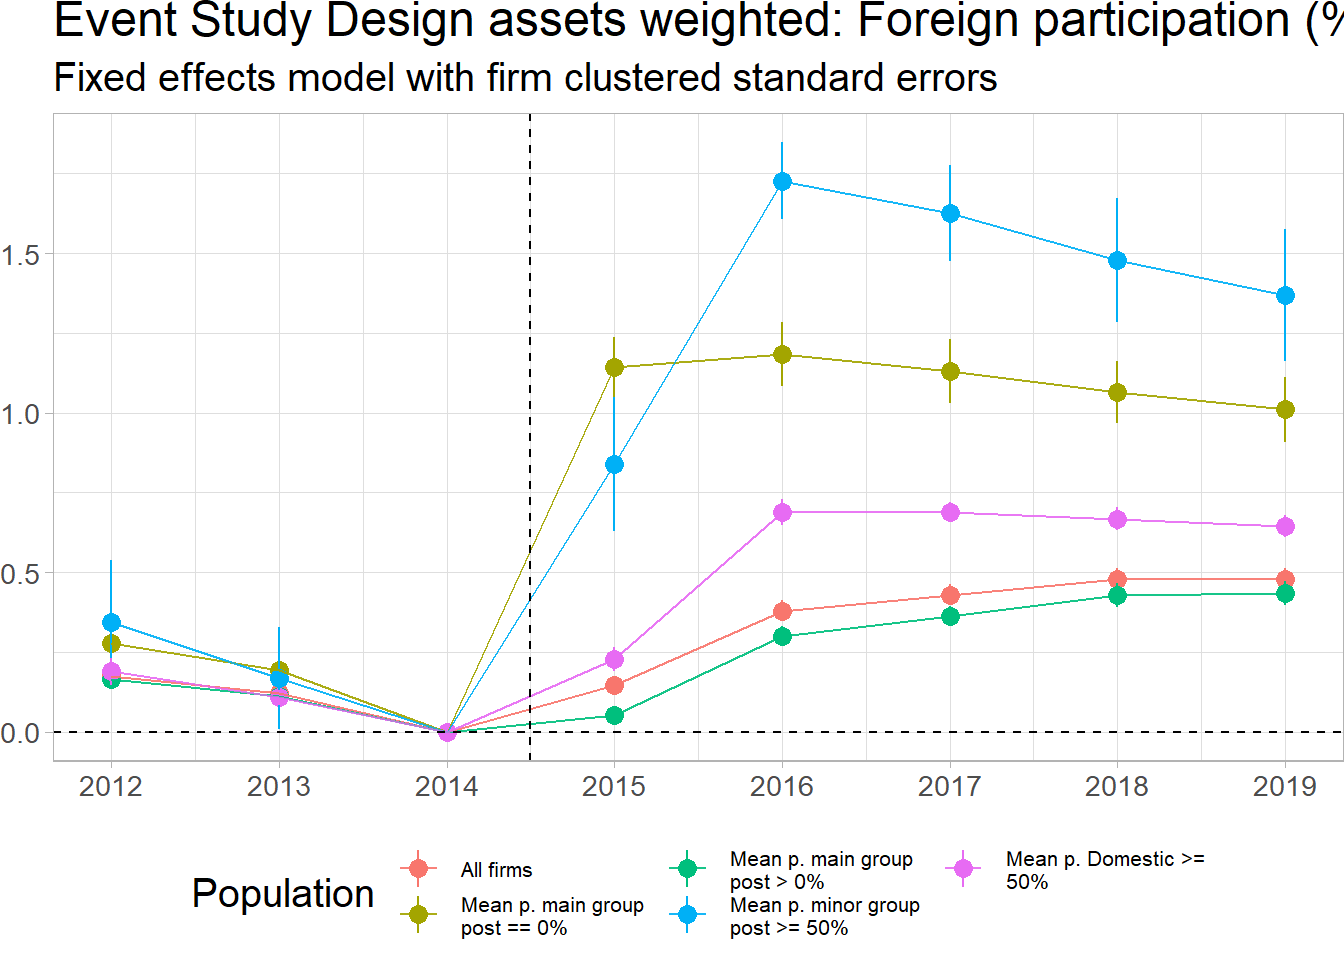 Event Study Design assets weighted: Foreign participation (%
Fixed effects model with firm clustered standard errors
1.5
1.0
0.5
0.0
2012 2013 2014 2015 2016 2017 2018 2019
Population
All firms
Mean p. main group
post == 0%
Mean p. main group
post > 0%
Mean p. minor group
post >= 50%
Mean p. Domestic >=
50%